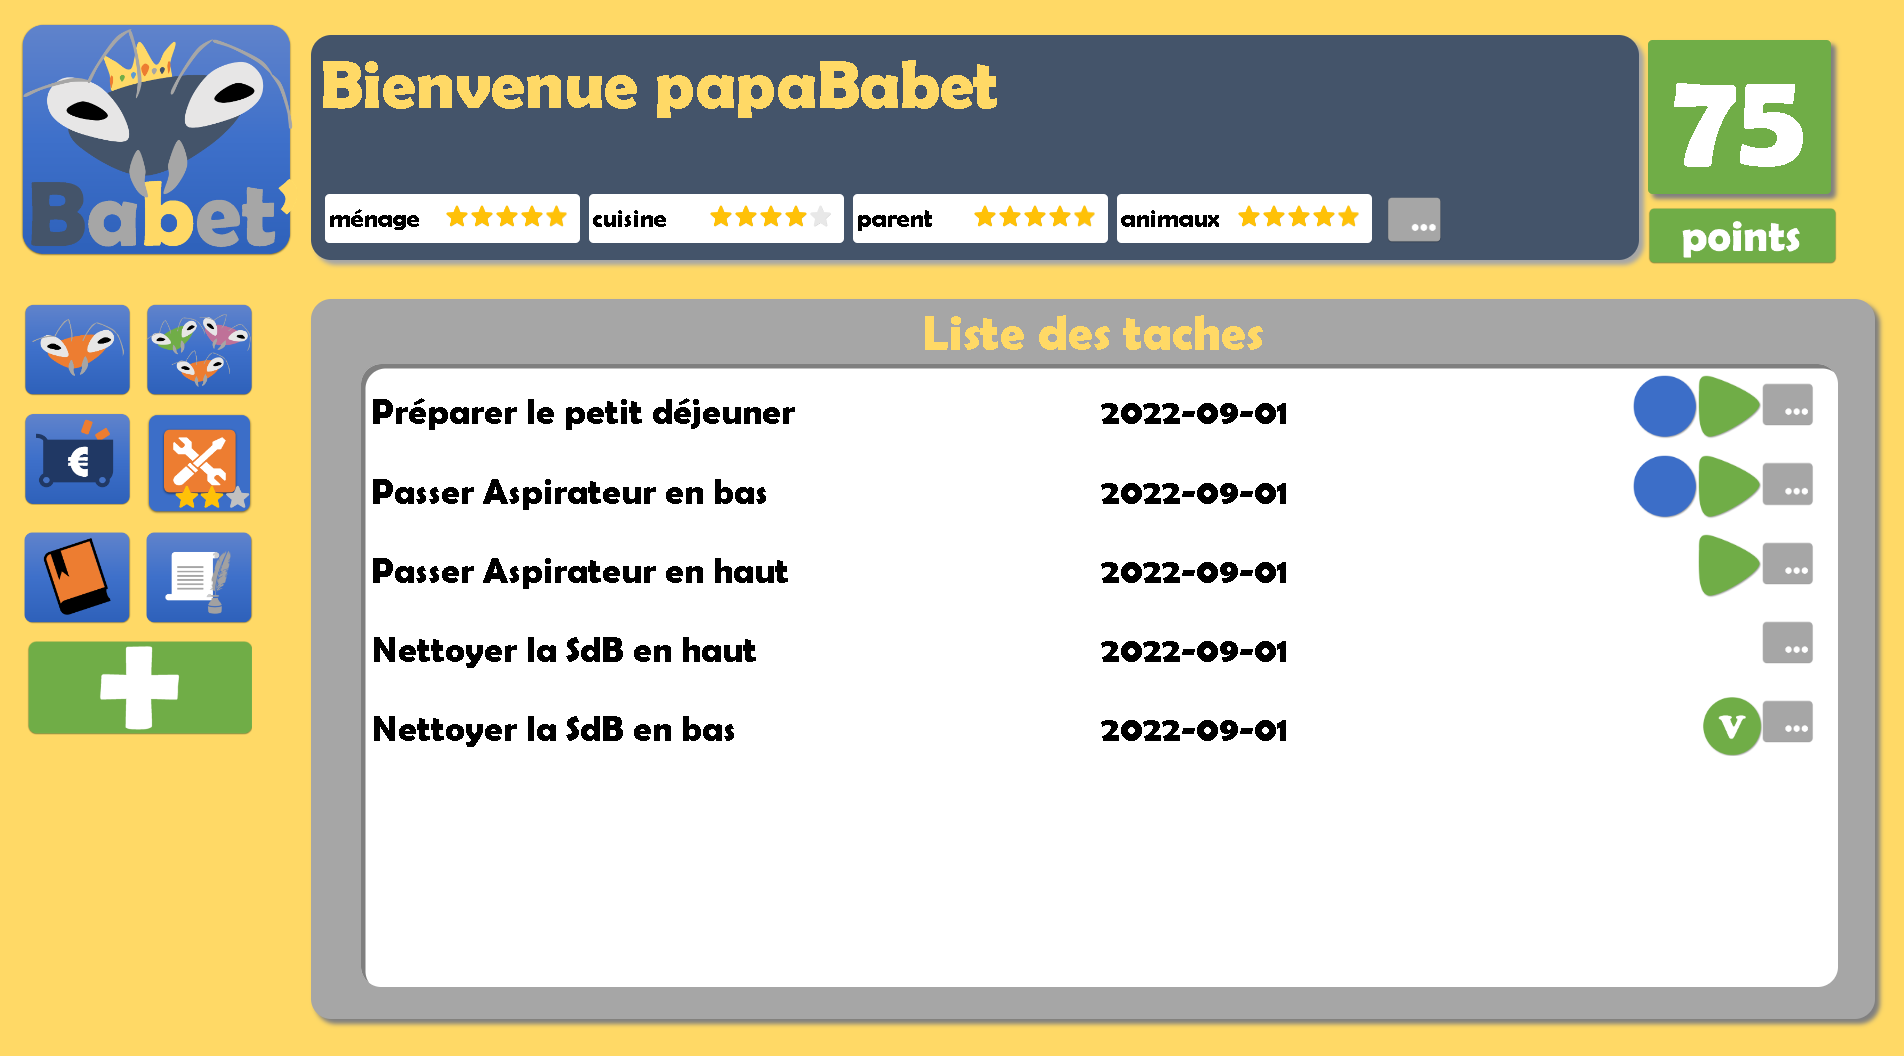 Babet'
Bienvenue papaBabet
ménage cuisine parent animaux ...
75
points
€
Liste des taches
Préparer le petit déjeuner 2022-09-01 ...
Passer Aspirateur en bas 2022-09-01 ...
Passer Aspirateur en haut 2022-09-01 ...
Nettoyer la SdB en haut 2022-09-01 ...
Nettoyer la SdB en bas 2022-09-01 v ...